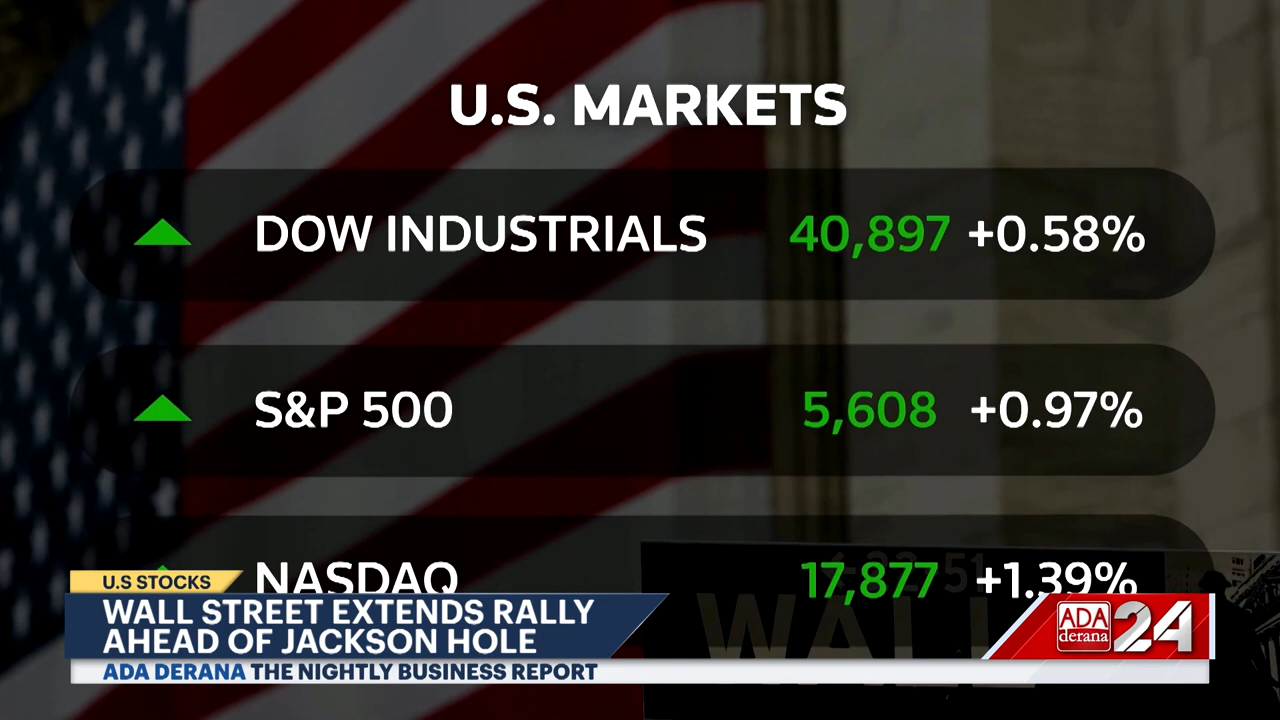 U.S. MARKETS
DOW INDUSTRIALS 40,897 +0.58%
S&P 500 5,608 +0.97%
NASDAQ 17,877 +1.39%
U.S STOCKS
WALL STREET EXTENDS RALLY
AHEAD OF JACKSON HOLE
ADA DERANA THE NIGHTLY BUSINESS REPORT
ADA
derana
24
WALL